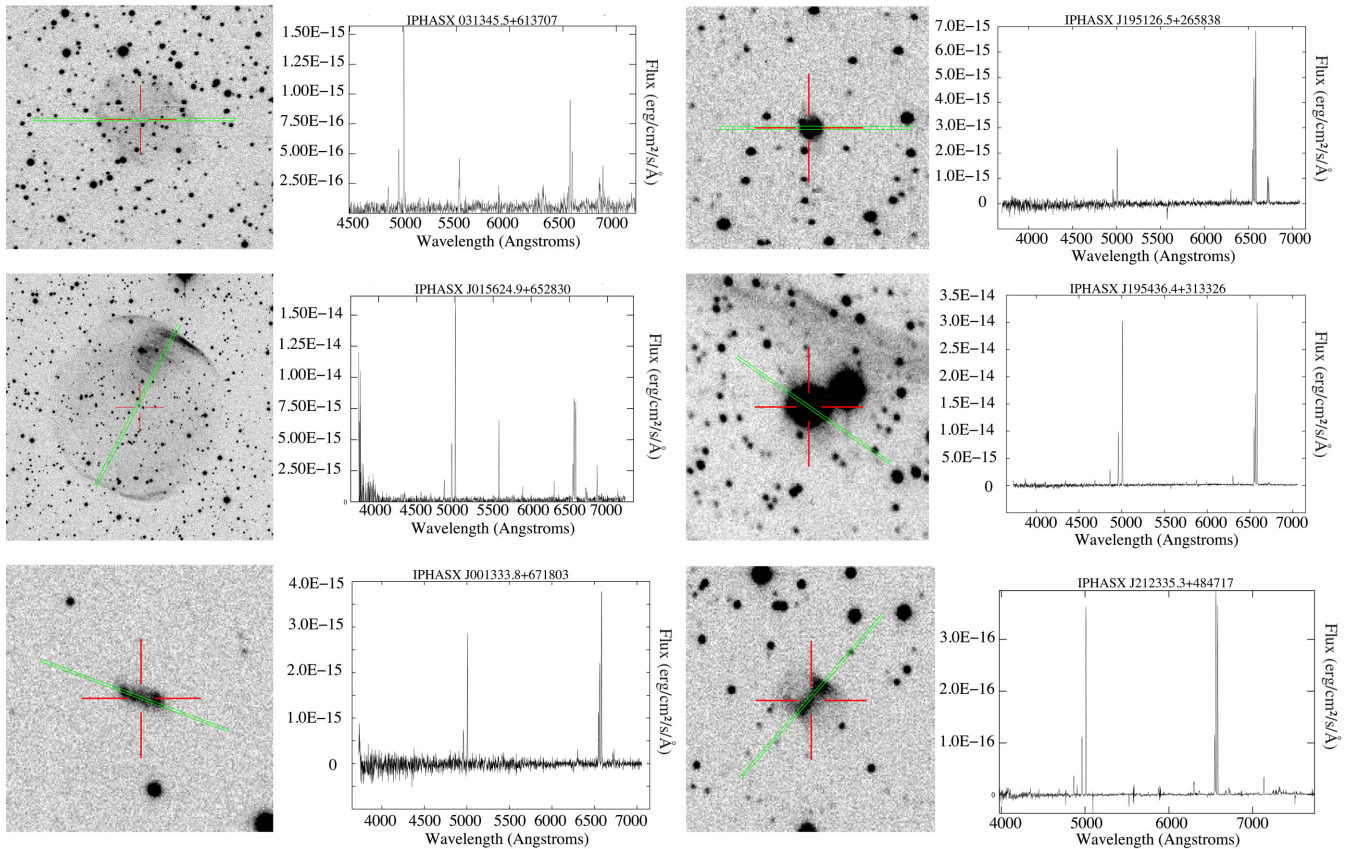 IPHASX 031345.5+613707
1.50E−15
1.25E−15
1.00E−15
7.50E−16
5.00E−16
2.50E−16
4500 5000 5500 6000 6500 7000
Wavelength (Angstroms)
Flux (erg/cm²/s/Å)
IPHASX J195126.5+265838
7.0E−15
6.0E−15
5.0E−15
4.0E−15
3.0E−15
2.0E−15
1.0E−15
0
4000 4500 5000 5500 6000 6500 7000
Wavelength (Angstroms)
Flux (erg/cm²/s/Å)
IPHASX J015624.9+652830
1.50E−14
1.25E−14
1.00E−14
7.50E−15
5.00E−15
2.50E−15
0
4000 4500 5000 5500 6000 6500 7000
Wavelength (Angstroms)
Flux (erg/cm²/s/Å)
IPHASX J195436.4+313326
3.5E−14
3.0E−14
2.5E−14
2.0E−14
1.5E−14
1.0E−14
5.0E−15
0
4000 4500 5000 5500 6000 6500 7000
Wavelength (Angstroms)
Flux (erg/cm²/s/Å)
IPHASX J001333.8+671803
4.0E−15
3.0E−15
2.0E−15
1.0E−15
0
4000 4500 5000 5500 6000 6500 7000
Wavelength (Angstroms)
Flux (erg/cm²/s/Å)
IPHASX J212335.3+484717
3.0E−16
2.0E−16
1.0E−16
0
4000 5000 6000 7000
Wavelength (Angstroms)
Flux (erg/cm²/s/Å)